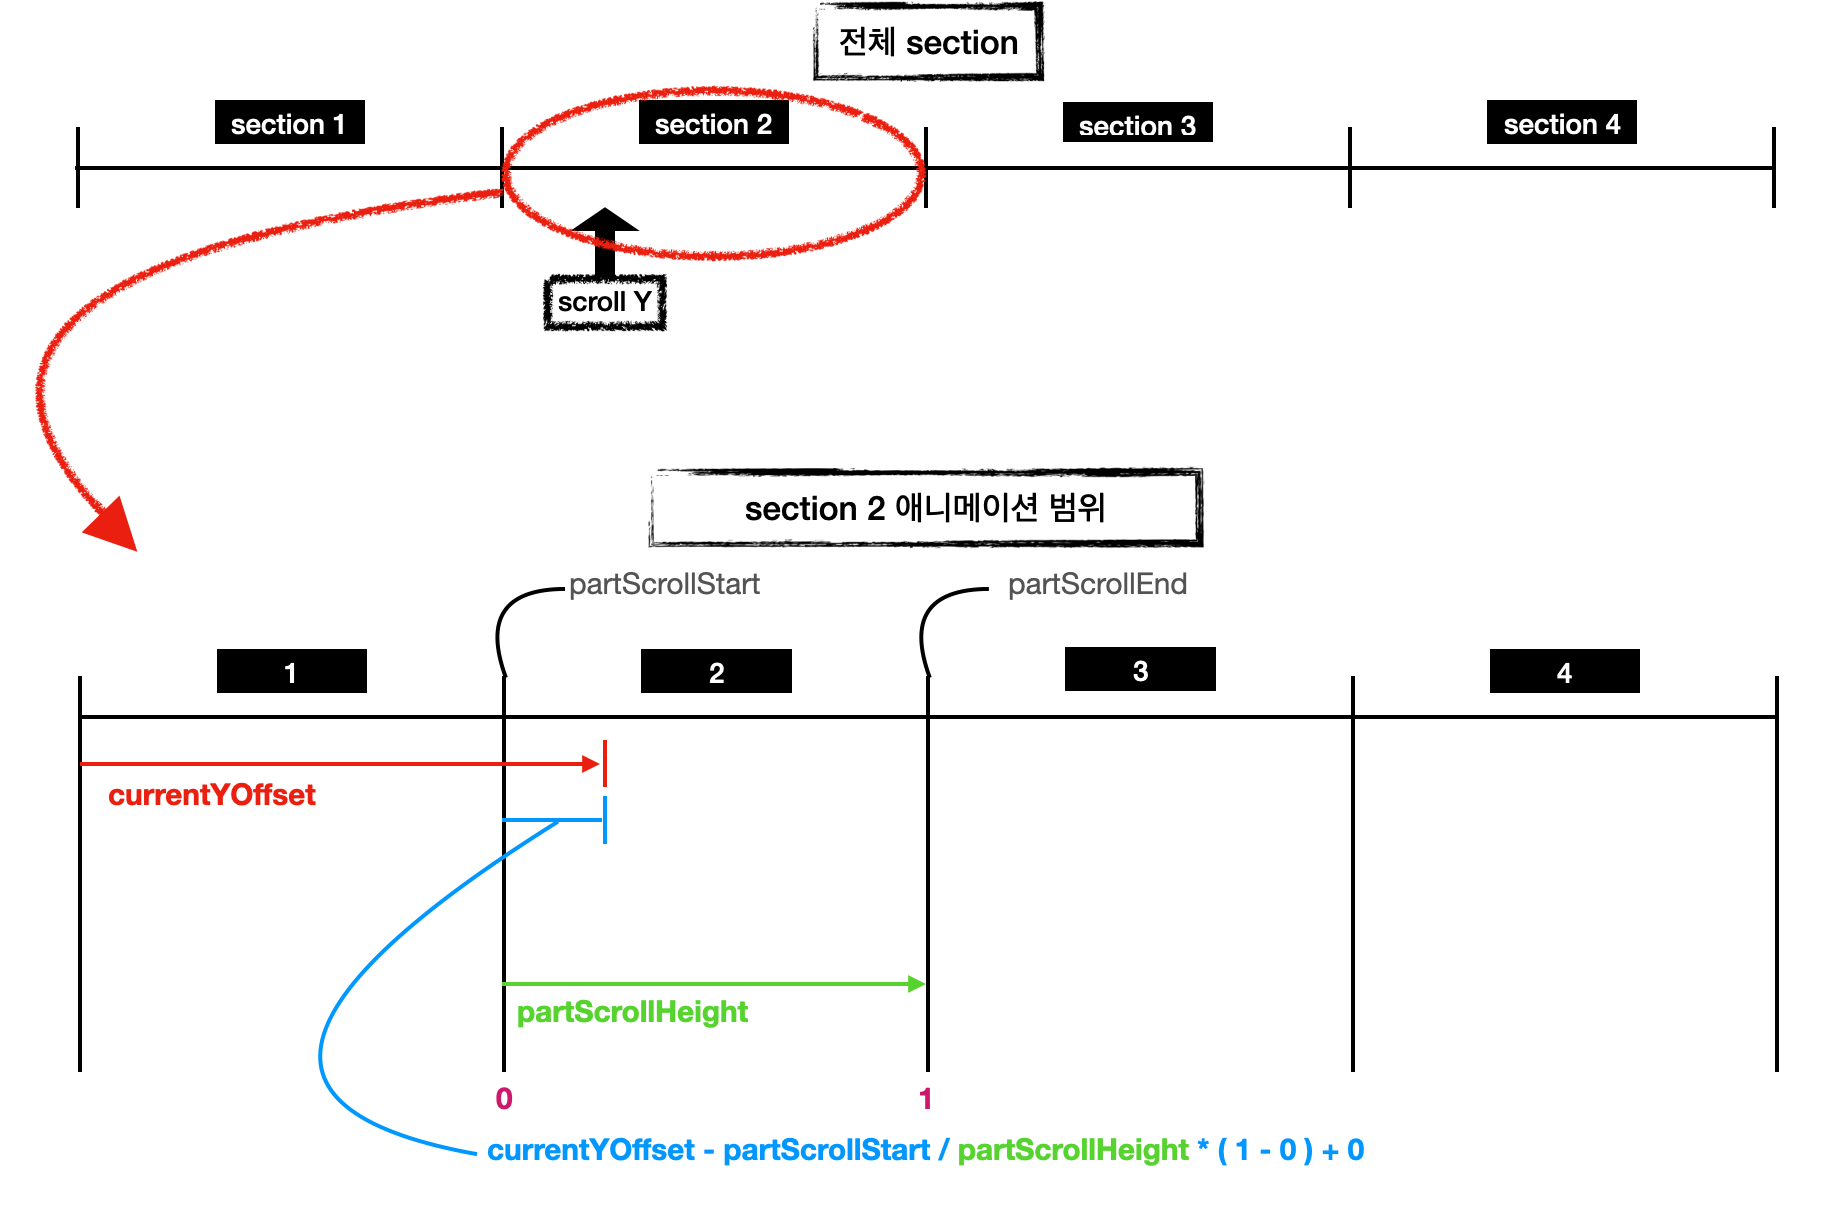 전체 section
section 1
section 2
section 3
section 4
scroll Y
section 2 애니메이션 범위
partScrollStart
partScrollEnd
1
2
3
4
currentYOffset
partScrollHeight
0
1
currentYOffset - partScrollStart / partScrollHeight * ( 1 - 0 ) + 0